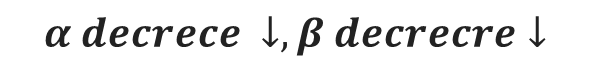 α decrece ↓, β decrecre ↓